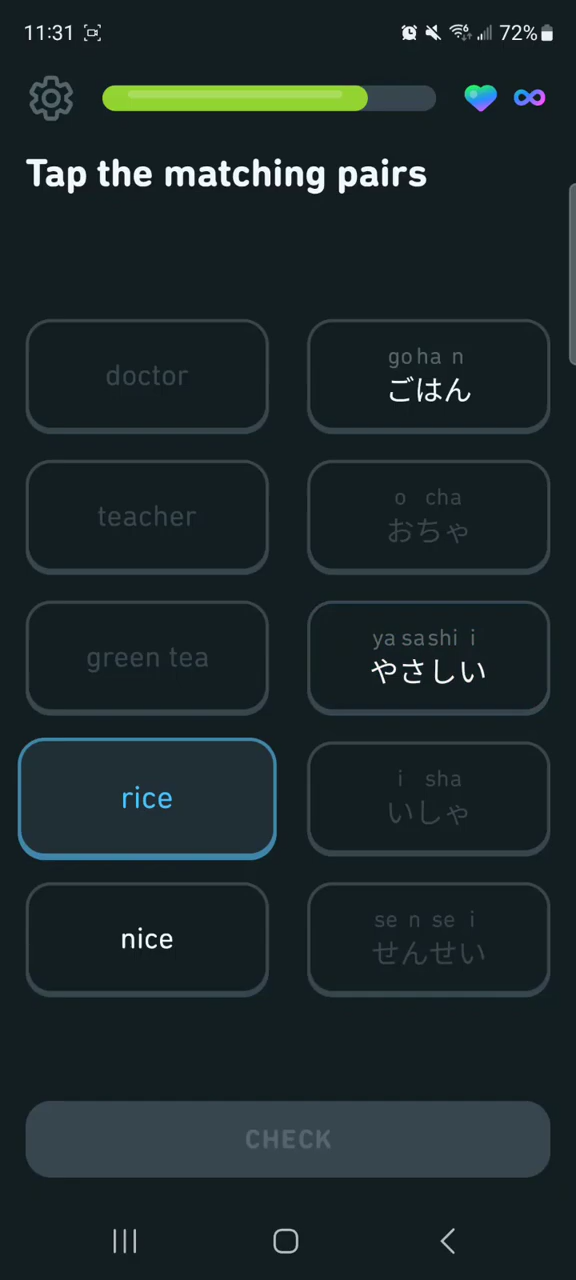 11:31 72%
Tap the matching pairs
doctor
go ha n
ごはん
teacher
o cha
おちゃ
green tea
ya sa shi i
やさしい
rice
i sha
いしゃ
nice
se n se i
せんせい
CHECK